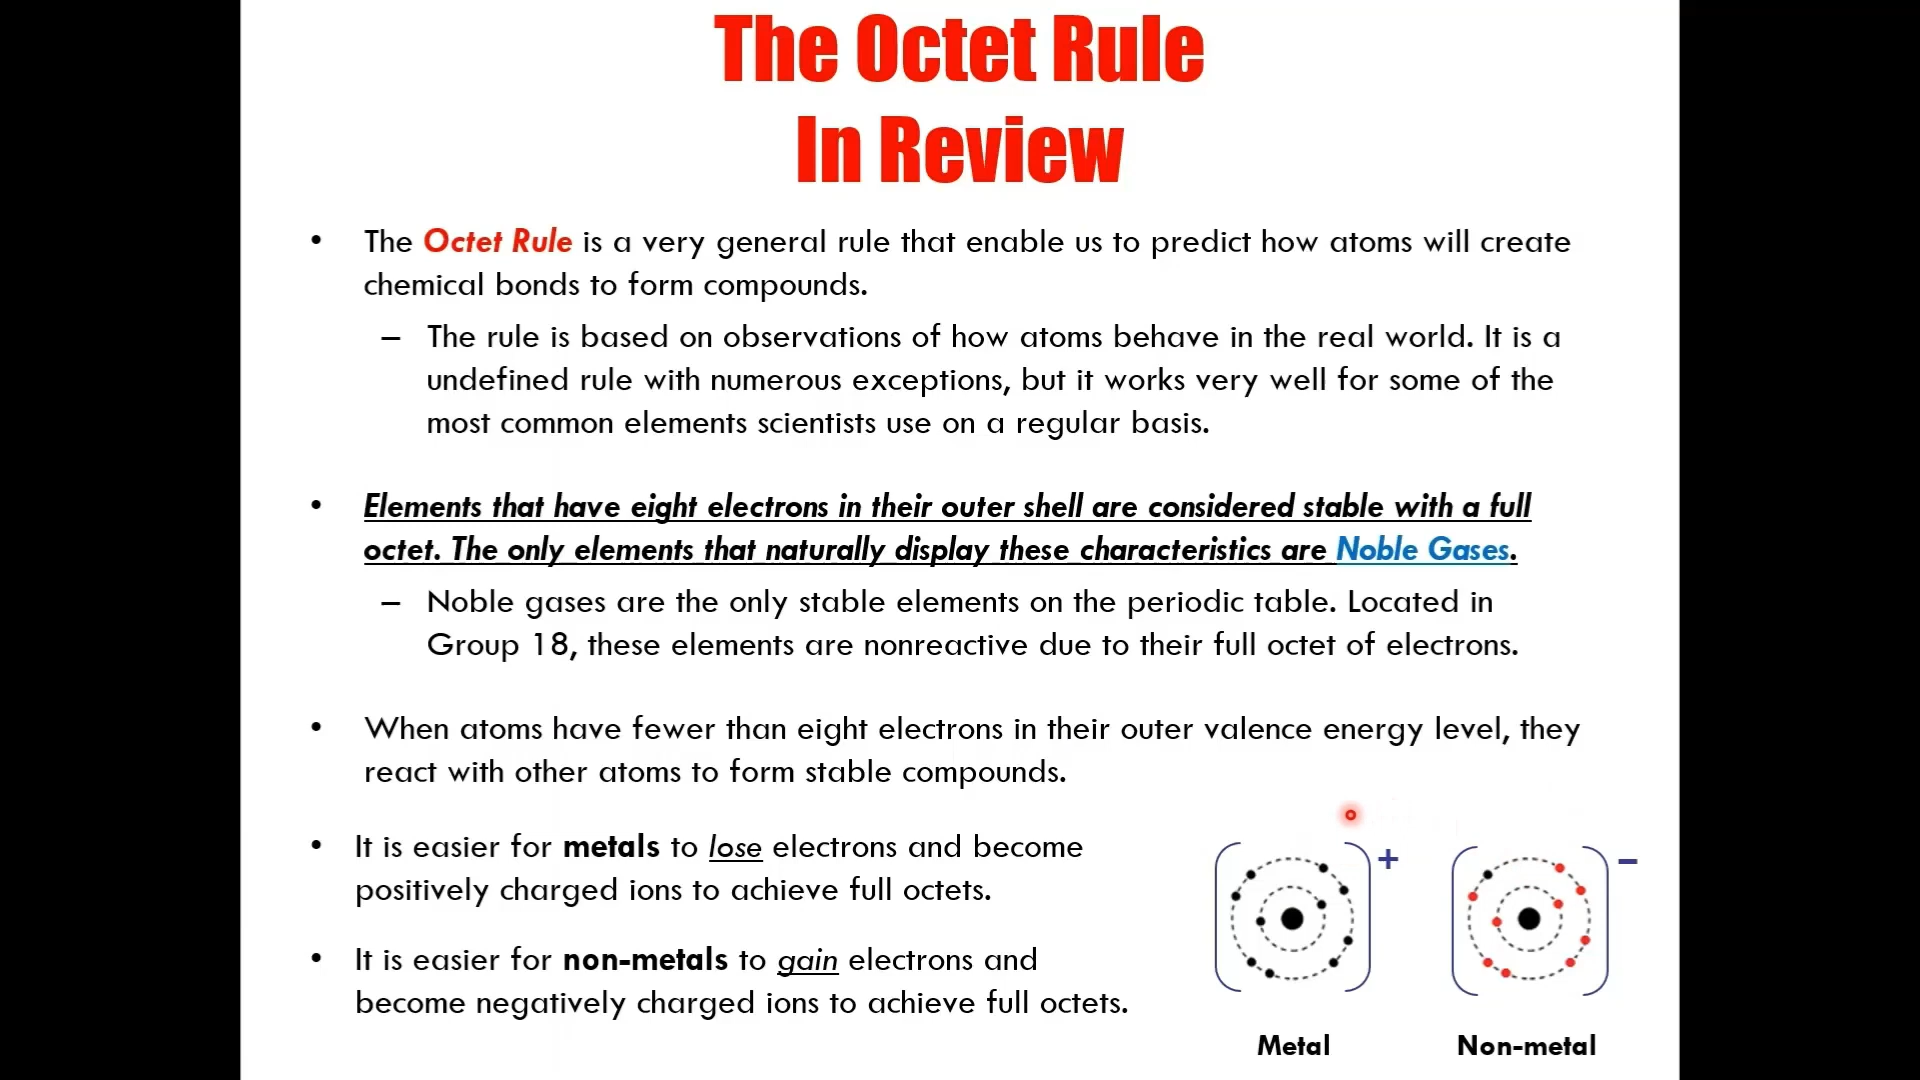 The Octet Rule
In Review
• The Octet Rule is a very general rule that enable us to predict how atoms will create
chemical bonds to form compounds.
– The rule is based on observations of how atoms behave in the real world. It is a
undefined rule with numerous exceptions, but it works very well for some of the
most common elements scientists use on a regular basis.
• Elements that have eight electrons in their outer shell are considered stable with a full
octet. The only elements that naturally display these characteristics are Noble Gases.
– Noble gases are the only stable elements on the periodic table. Located in
Group 18, these elements are nonreactive due to their full octet of electrons.
• When atoms have fewer than eight electrons in their outer valence energy level, they
react with other atoms to form stable compounds.
• It is easier for metals to lose electrons and become
positively charged ions to achieve full octets.
• It is easier for non-metals to gain electrons and
become negatively charged ions to achieve full octets.
+
–
Metal
Non-metal